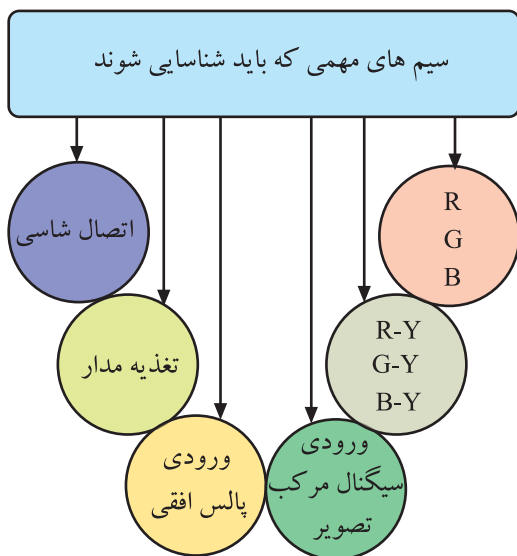 سیم های مهمی که باید شناسایی شوند
R
G
B
R-Y
G-Y
B-Y
ورودی
سیگنال مرکب
تصویر
ورودی
پالس افقی
تغذیه مدار
اتصال شاسی